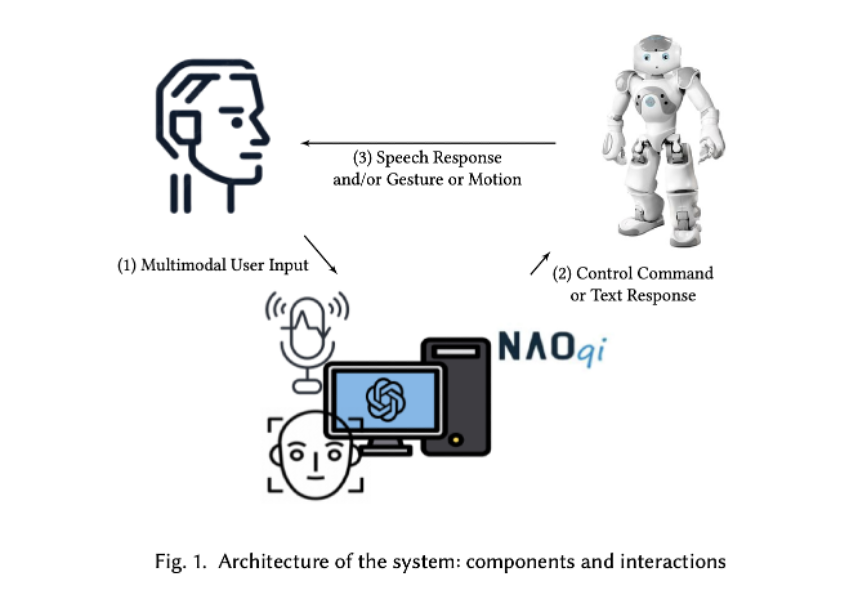 (3) Speech Response
and/or Gesture or Motion
(1) Multimodal User Input
(2) Control Command
or Text Response
NAOqi
Fig. 1. Architecture of the system: components and interactions